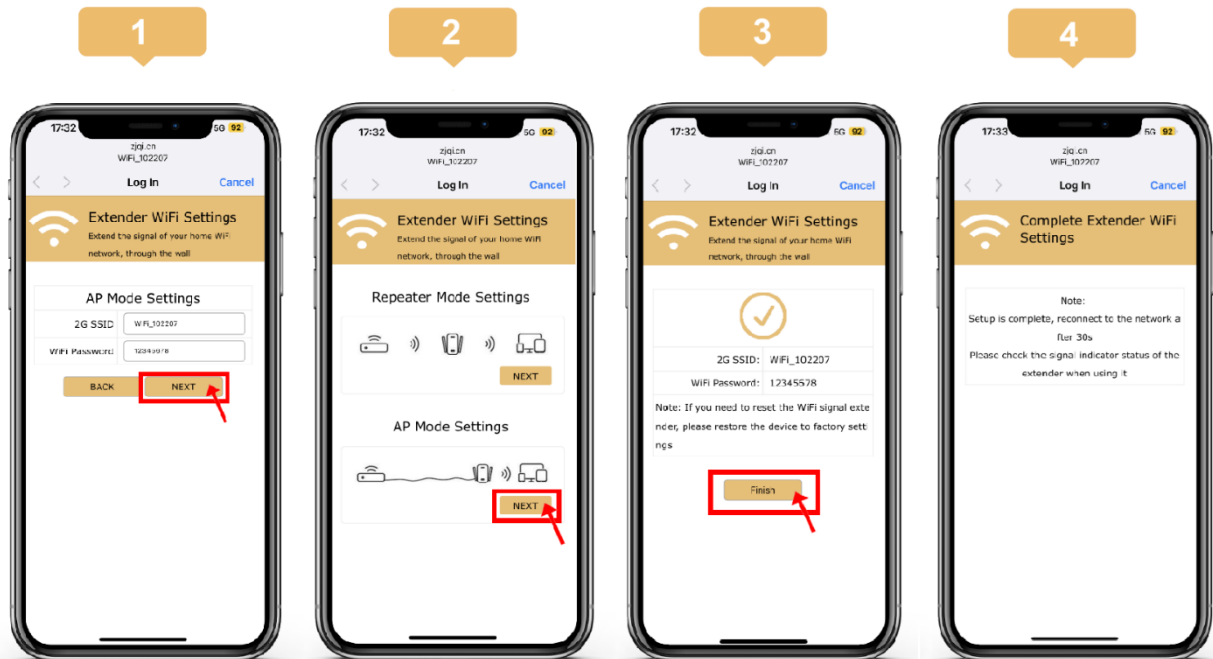 1
17:32
5G 92
zjqi.cn
WiFi_102207
Log In
Cancel
Extender WiFi Settings
Extend the signal of your home WiFi
network, through the wall
AP Mode Settings
2G SSID
WiFi_102207
WiFi Password
12345678
BACK
NEXT
2
17:32
5G 92
zjqi.cn
WiFi_102207
Log In
Cancel
Extender WiFi Settings
Extend the signal of your home WiFi
network, through the wall
Repeater Mode Settings
NEXT
AP Mode Settings
NEXT
3
17:32
5G 92
zjqi.cn
WiFi_102207
Log In
Cancel
Extender WiFi Settings
Extend the signal of your home WiFi
network, through the wall
2G SSID: WiFi_102207
WiFi Password: 12345578
Note: If you need to reset the WiFi signal exte
nder, please restore the device to factory setti
ngs
Finish
4
17:33
5G 92
zjqi.cn
WiFi_102207
Log In
Cancel
Complete Extender WiFi
Settings
Note:
Setup is complete, reconnect to the network a
fter 30s
Please check the signal indicator status of the
extender when using it